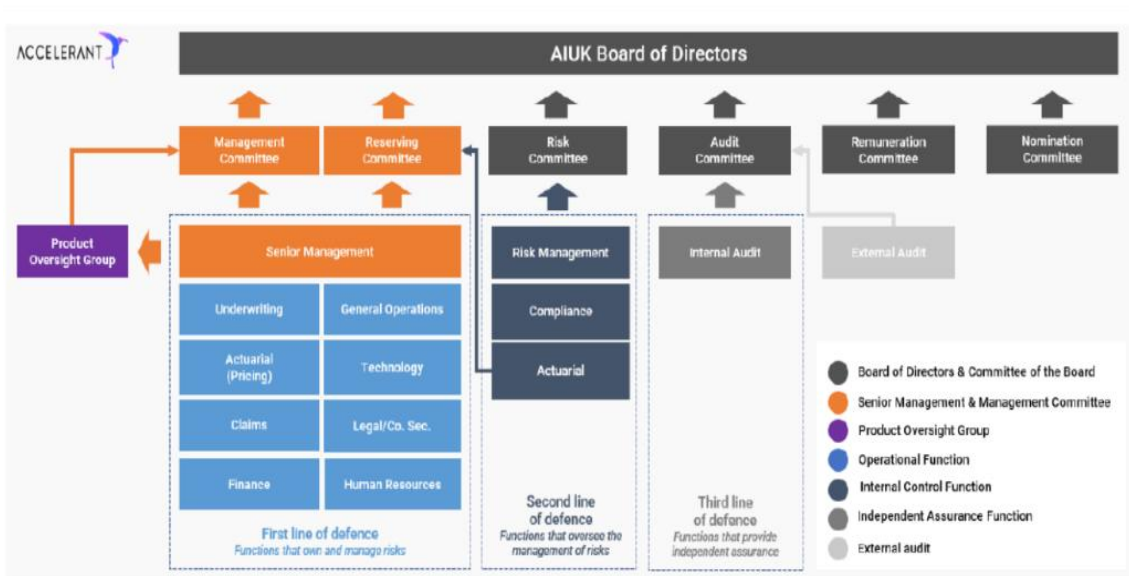 ACCELERANT
AIUK Board of Directors
Management
Committee
Reserving
Committee
Risk
Committee
Audit
Committee
Remuneration
Committee
Nomination
Committee
Product
Oversight Group
Senior Management
Risk Management
Internal Audit
External Audit
Underwriting
General Operations
Compliance
Actuarial
(Pricing)
Technology
Actuarial
Claims
Legal/Co. Sec.
Finance
Human Resources
First line of defence
Functions that own and manage risks
Second line
of defence
Functions that oversee the
management of risks
Third line
of defence
Functions that provide
independent assurance
Board of Directors & Committee of the Board
Senior Management & Management Committee
Product Oversight Group
Operational Function
Internal Control Function
Independent Assurance Function
External audit